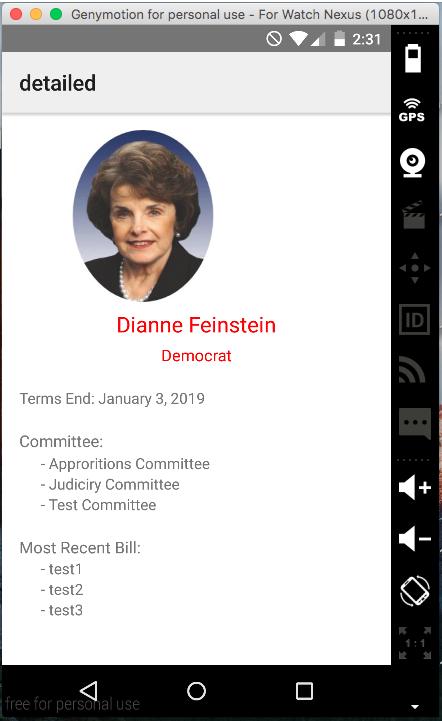 Genymotion for personal use - For Watch Nexus (1080x1...
2:31
detailed
GPS
Dianne Feinstein
Democrat
ID
Terms End: January 3, 2019
Committee:
- Approritions Committee
- Judiciry Committee
- Test Committee
Most Recent Bill:
- test1
- test2
- test3
1:1
free for personal use